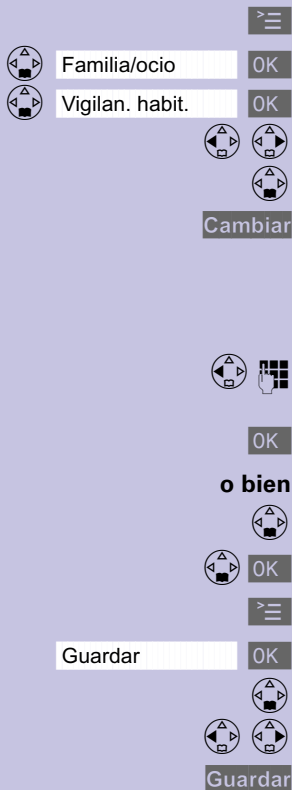 Familia/ocio OK
Vigilan. habit. OK
Cambiar
OK
o bien
OK
Guardar OK
Guardar